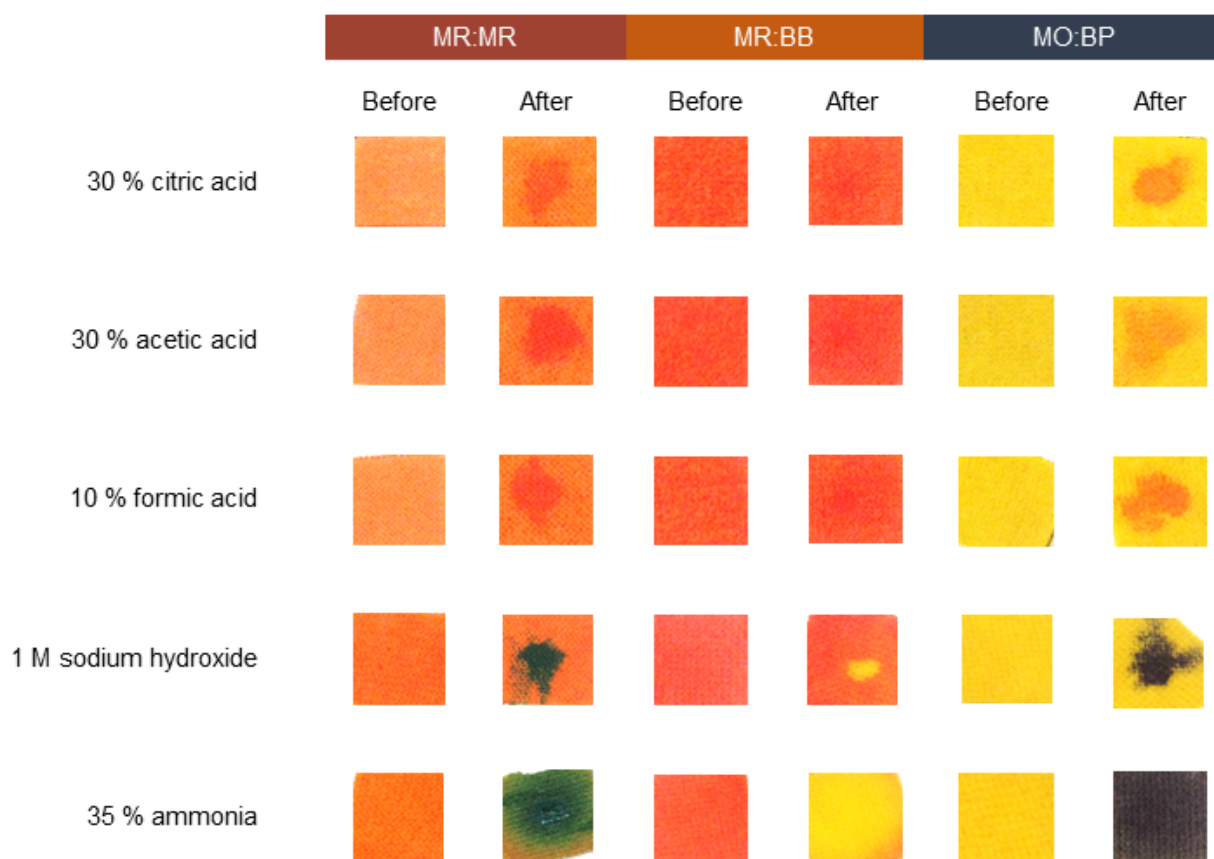 MR:MR MR:BB MO:BP
Before After Before After Before After
30 % citric acid
30 % acetic acid
10 % formic acid
1 M sodium hydroxide
35 % ammonia